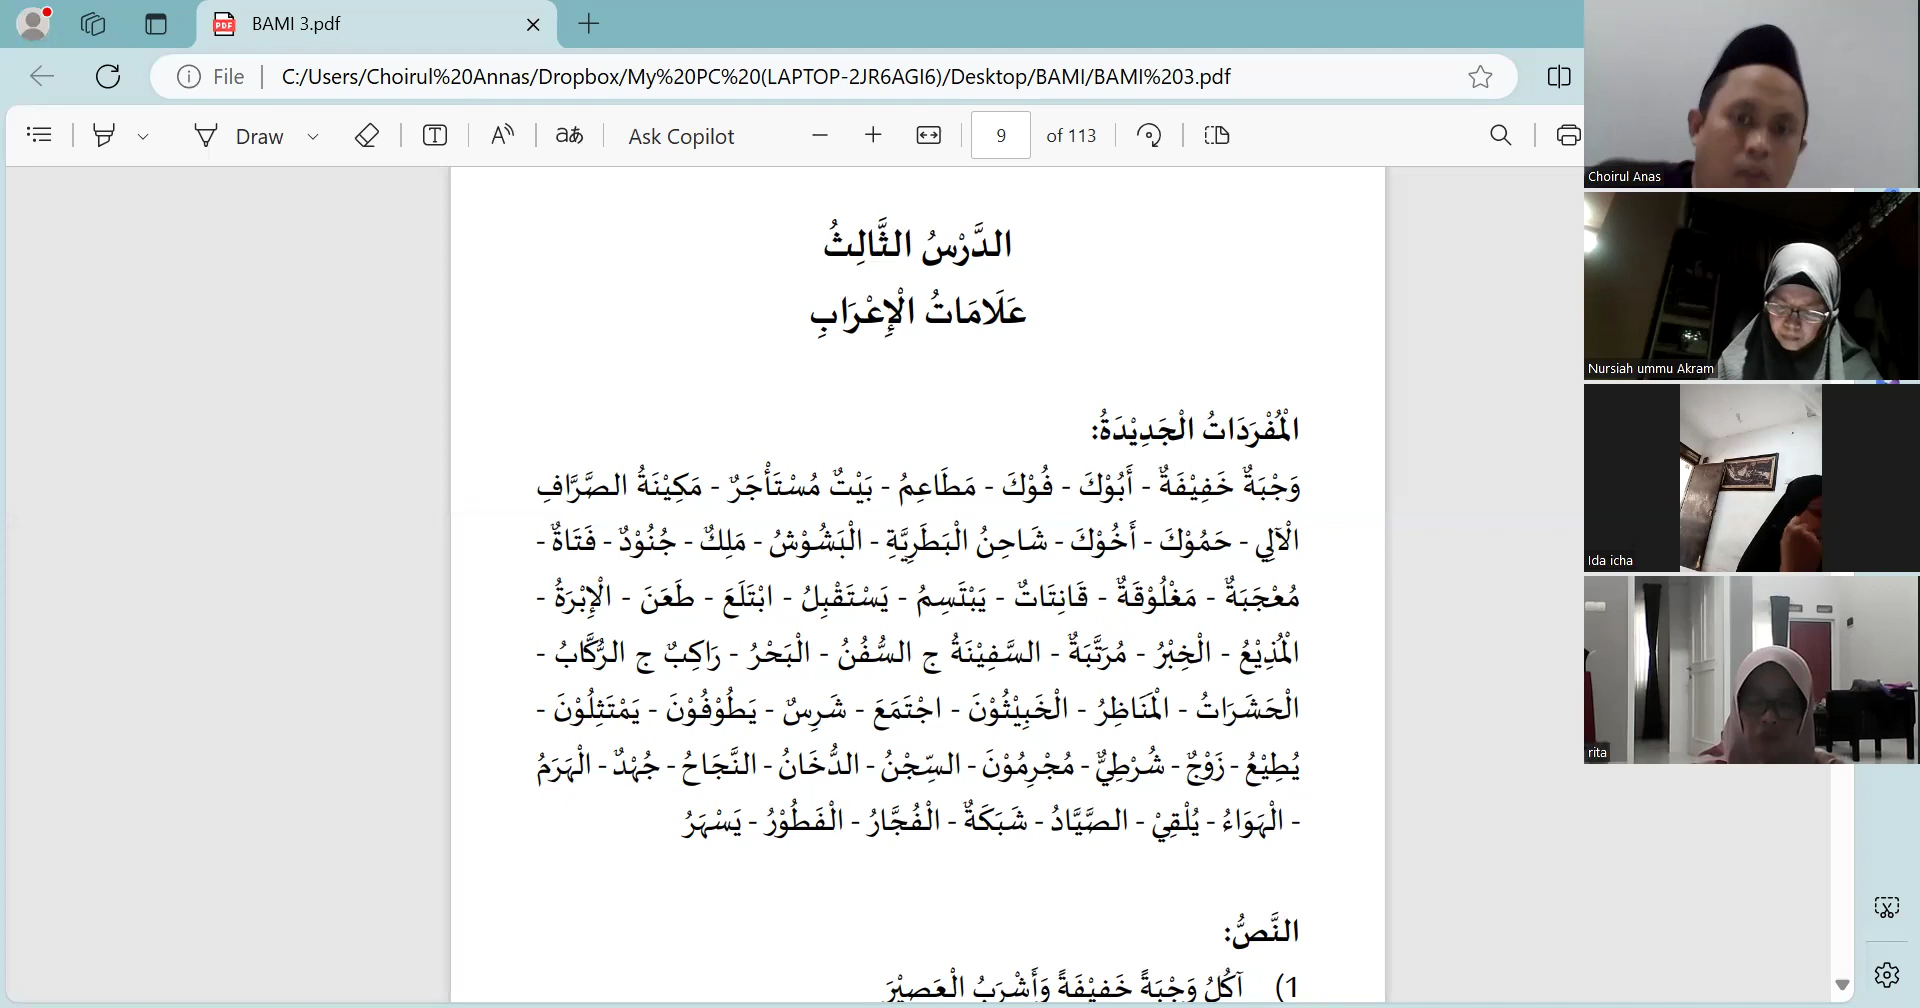 BAMI 3.pdf
File
C:/Users/Choirul%20Annas/Dropbox/My%20PC%20(LAPTOP-2JR6AGI6)/Desktop/BAMI/BAMI%203.pdf
Draw
Ask Copilot
9 of 113
الدَّرْسُ الثَّالِثُ
عَلَامَاتُ الْإِعْرَابِ
الْمُفْرَدَاتُ الْجَدِيْدَةُ:
وَجْبَةٌ خَفِيْفَةٌ - أَبُوْكَ - فُوْكَ - مَطَاعِمُ - بَيْتٌ مُسْتَأْجَرٌ - مَكِيْنَةُ الصَّرَّافِ
الْآلِي - حَمُوْكَ - أَخُوْكَ - شَاحِنُ الْبَطَرِيَّةِ - الْبَشُوْشُ - مَلِكٌ - جُنُوْدٌ - فَتَاةٌ -
مُعْجَبَةٌ - مَغْلُوْقَةٌ - قَانِتَاتٌ - يَبْتَسِمُ - يَسْتَقْبِلُ - ابْتَلَعَ - طَعَنَ - الْإِبْرَةُ -
الْمُذِيْعُ - الْخِبْرُ - مُرَتَّبَةٌ - السَّفِيْنَةُ ج السُّفُنُ - الْبَحْرُ - رَاكِبٌ ج الرُّكَّابُ -
الْحَشَرَاتُ - الْمَنَاظِرُ - الْخَبِيْثُوْنَ - اجْتَمَعَ - شَرِسٌ - يَطُوْفُوْنَ - يَمْتَثِلُوْنَ -
يُطِيْعُ - زَوْجٌ - شُرْطِيٌّ - مُجْرِمُوْنَ - السِّجْنُ - الدُّخَانُ - النَّجَاحُ - جُهْدٌ - الْهَرَمُ
- الْهَوَاءُ - يُلْقِيْ - الصَّيَّادُ - شَبَكَةٌ - الْفُجَّارُ - الْفَطُوْرُ - يَسْهَرُ
النَّصُّ:
1) آكُلُ وَجْبَةً خَفِيْفَةً وَأَشْرَبُ الْعَصِيْرَ
Choirul Anas
Nursiah ummu Akram
Ida icha
rita